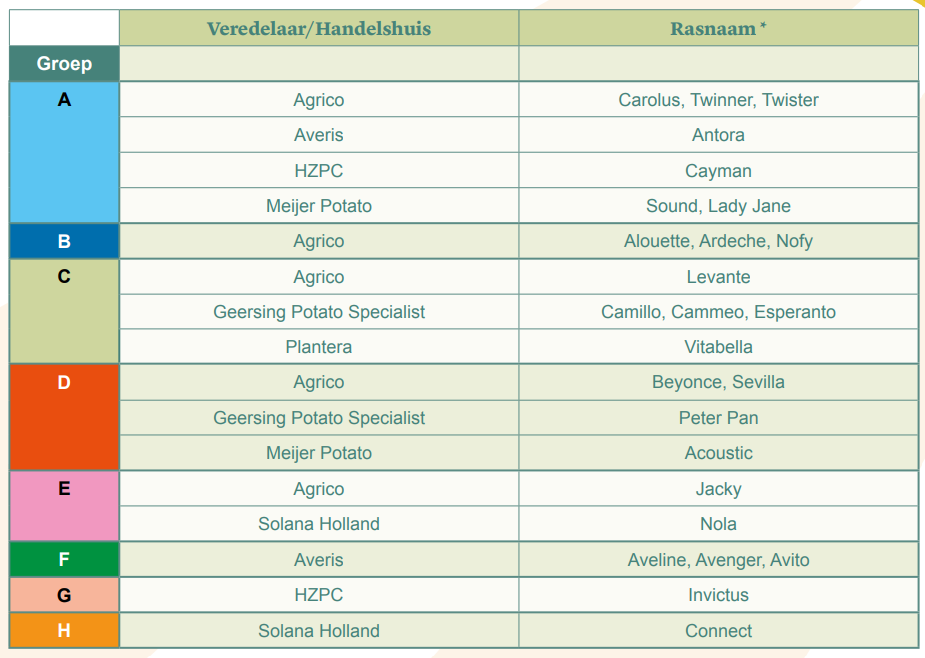 Veredelaar/Handelshuis Rasnaam *
Groep
A Agrico Carolus, Twinner, Twister
Averis Antora
HZPC Cayman
Meijer Potato Sound, Lady Jane
B Agrico Alouette, Ardeche, Nofy
C Agrico Levante
Geersing Potato Specialist Camillo, Cammeo, Esperanto
Plantera Vitabella
D Agrico Beyonce, Sevilla
Geersing Potato Specialist Peter Pan
Meijer Potato Acoustic
E Agrico Jacky
Solana Holland Nola
F Averis Aveline, Avenger, Avito
G HZPC Invictus
H Solana Holland Connect